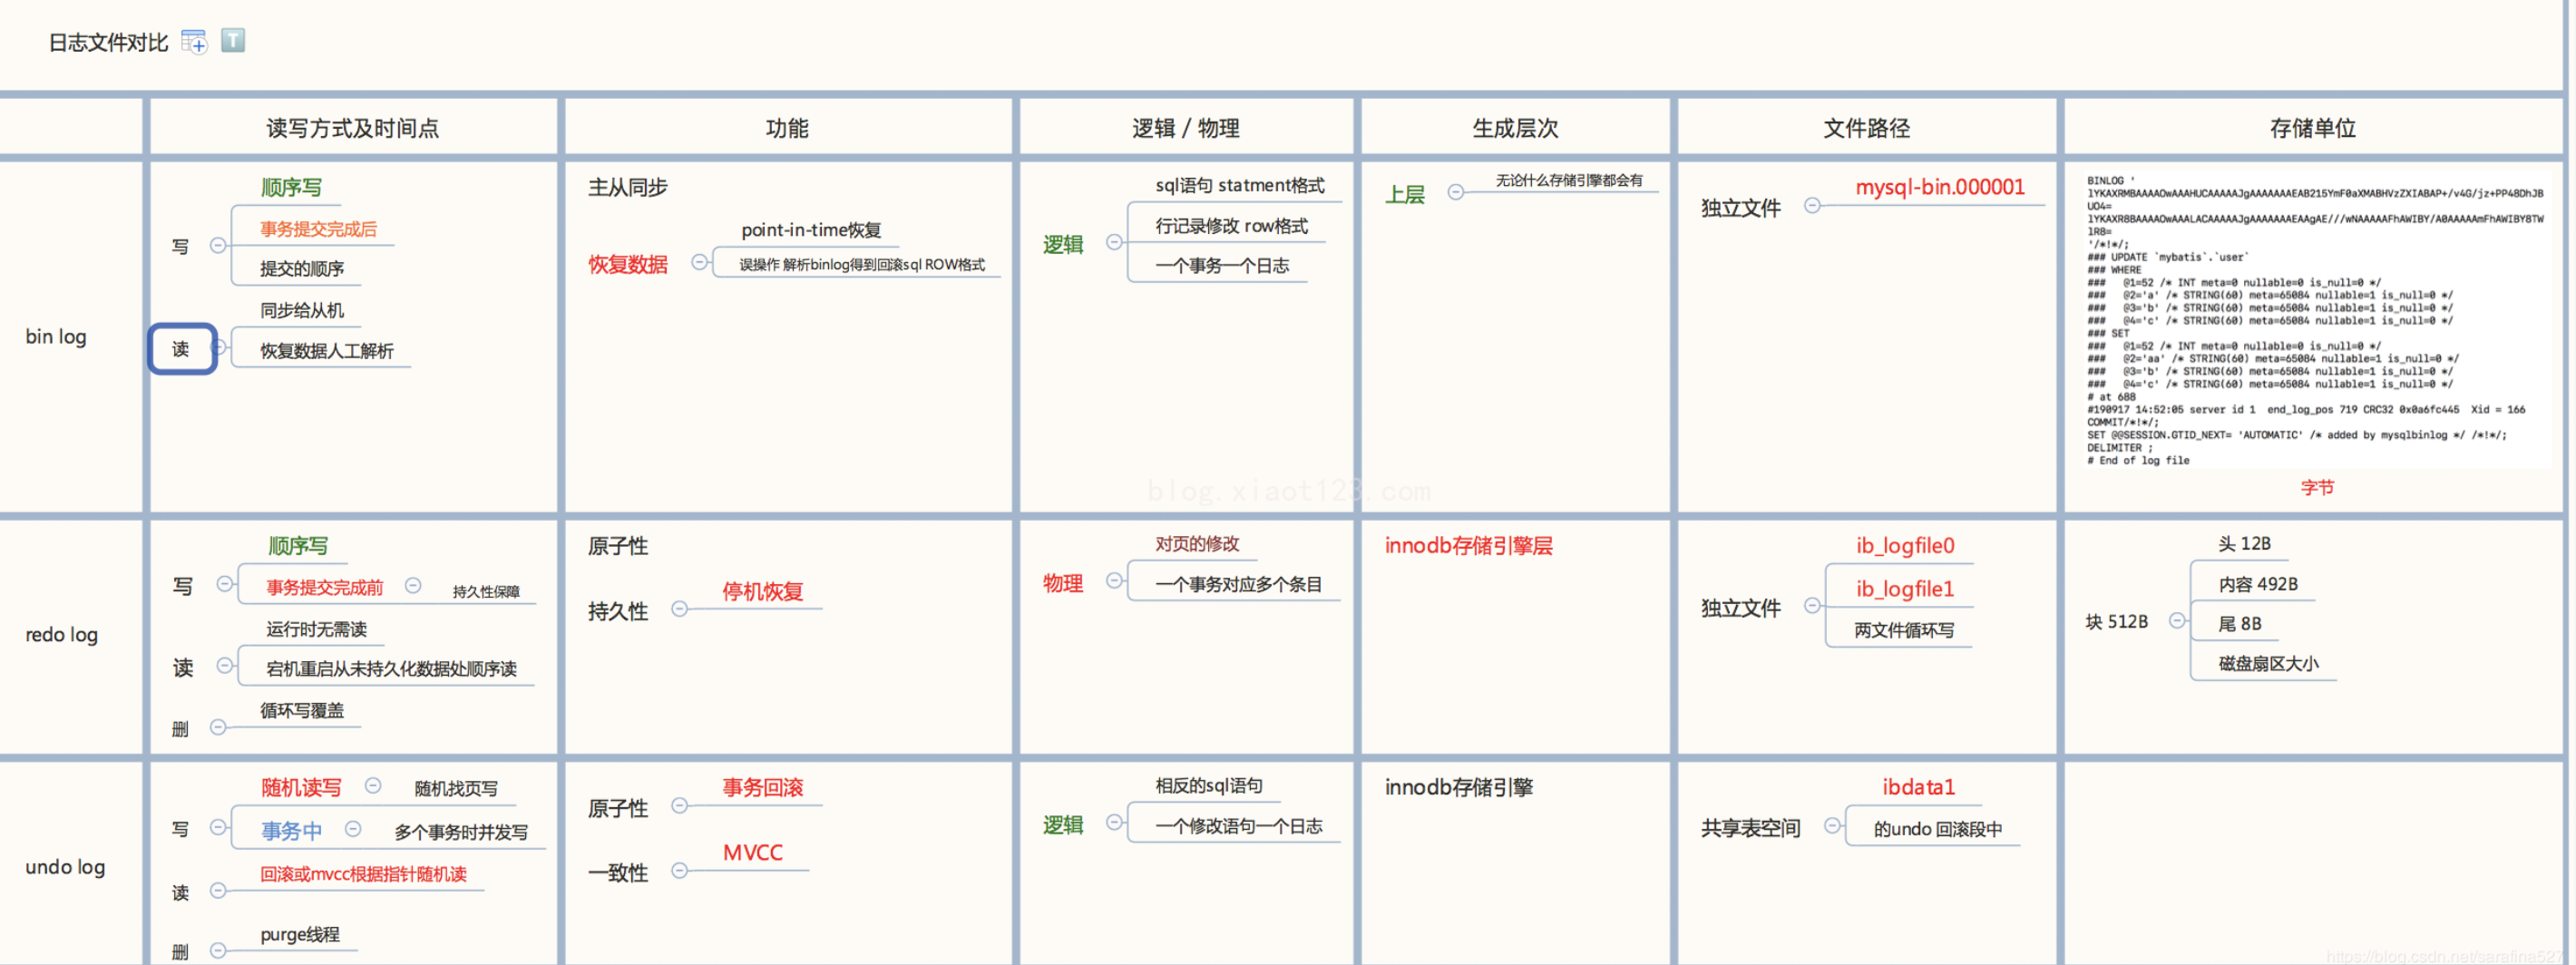 日志文件对比
读写方式及时间点
功能
逻辑 / 物理
生成层次
文件路径
存储单位
bin log
写
顺序写
事务提交完成后
提交的顺序
读
同步给从机
恢复数据人工解析
主从同步
恢复数据
point-in-time恢复
误操作 解析binlog得到回滚sql ROW格式
逻辑
sql语句 statment格式
行记录修改 row格式
一个事务一个日志
上层
无论什么存储引擎都会有
独立文件
mysql-bin.000001
BINLOG '
'/*!*/;
### UPDATE `mybatis`.`user`
### WHERE
### @1=52 /* INT meta=0 nullable=0 is_null=0 */
### @2='a' /* STRING(60) meta=65084 nullable=1 is_null=0 */
### @3='b' /* STRING(60) meta=65084 nullable=1 is_null=0 */
### @4='c' /* STRING(60) meta=65084 nullable=1 is_null=0 */
### SET
### @1=52 /* INT meta=0 nullable=0 is_null=0 */
### @2='aa' /* STRING(60) meta=65084 nullable=1 is_null=0 */
### @3='b' /* STRING(60) meta=65084 nullable=1 is_null=0 */
### @4='c' /* STRING(60) meta=65084 nullable=1 is_null=0 */
# at 688
#190917 14:52:05 server id 1 end_log_pos 719 CRC32 0x0a6fc445 Xid = 166
COMMIT/*!*/;
SET @@SESSION.GTID_NEXT= 'AUTOMATIC' /* added by mysqlbinlog */ /*!*/;
DELIMITER ;
# End of log file
字节
blog.xiaot123.com
redo log
写
顺序写
事务提交完成前
持久性保障
读
运行时无需读
宕机重启从未持久化数据处顺序读
删
循环写覆盖
原子性
持久性
停机恢复
物理
对页的修改
一个事务对应多个条目
innodb存储引擎层
独立文件
ib_logfile0
ib_logfile1
两文件循环写
块 512B
头 12B
内容 492B
尾 8B
磁盘扇区大小
undo log
写
随机读写
随机找页写
事务中
多个事务时并发写
读
回滚或mvcc根据指针随机读
删
purge线程
原子性
事务回滚
一致性
MVCC
逻辑
相反的sql语句
一个修改语句一个日志
innodb存储引擎
共享表空间
ibdata1
的undo 回滚段中
https://blog.csdn.net/sarafina527